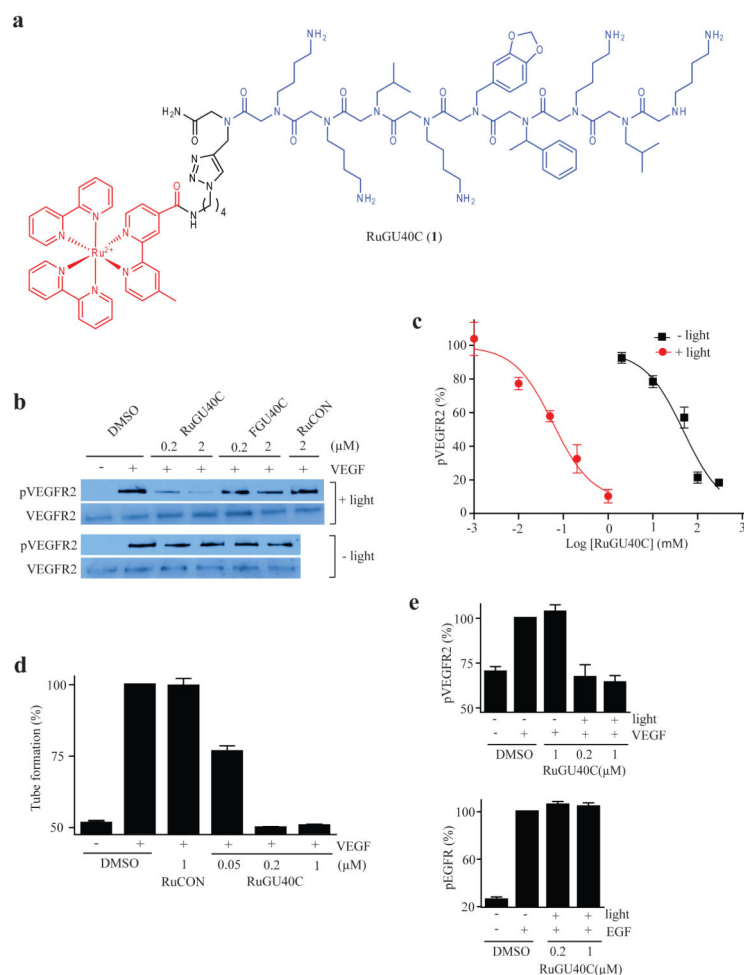 a
NH2
NH2
NH2
O
O
H2N
O
O
O
O
O
O
N
N
N
N
N
N
N
NH
O
O
O
O
N
N
N
O
NH2
NH2
N
H
4
N
N
N
N
N
N
Ru2+
RuGU40C (1)
b
DMSO
RuGU40C
FGU40C
RuCON
0.2
2
0.2
2
2
(µM)
-
+
+
+
+
+
+
VEGF
pVEGFR2
VEGFR2
+ light
pVEGFR2
VEGFR2
- light
c
- light
+ light
pVEGFR2 (%)
100
80
60
40
20
0
-3
-2
-1
0
1
2
3
Log [RuGU40C] (mM)
d
Tube formation (%)
100
75
50
-
+
+
+
+
+
VEGF
DMSO
1
0.05
0.2
1
(µM)
RuCON
RuGU40C
e
pVEGFR2 (%)
100
75
50
-
-
-
+
+
light
-
+
+
+
+
VEGF
DMSO
1
0.2
1
RuGU40C(µM)
pEGFR (%)
100
60
20
-
-
+
+
light
-
+
+
+
EGF
DMSO
0.2
1
RuGU40C(µM)